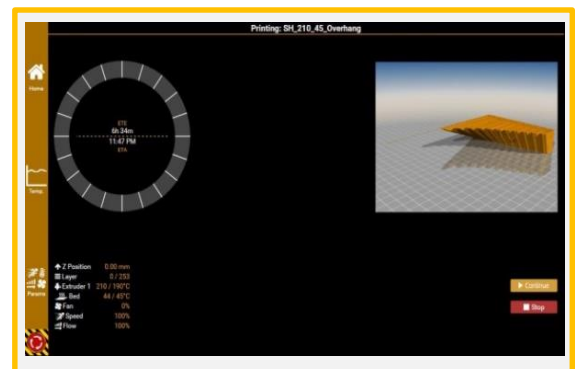 Printing: SH_210_45_Overhang
Home
ETE
6h 34m
11:47 PM
ETA
Temp.
Z Position 0.00 mm
Layer 0 / 253
Extruder 1 210 / 190°C
Bed 44 / 45°C
Fan 0%
Speed 100%
Flow 100%
Params
Continue
Stop